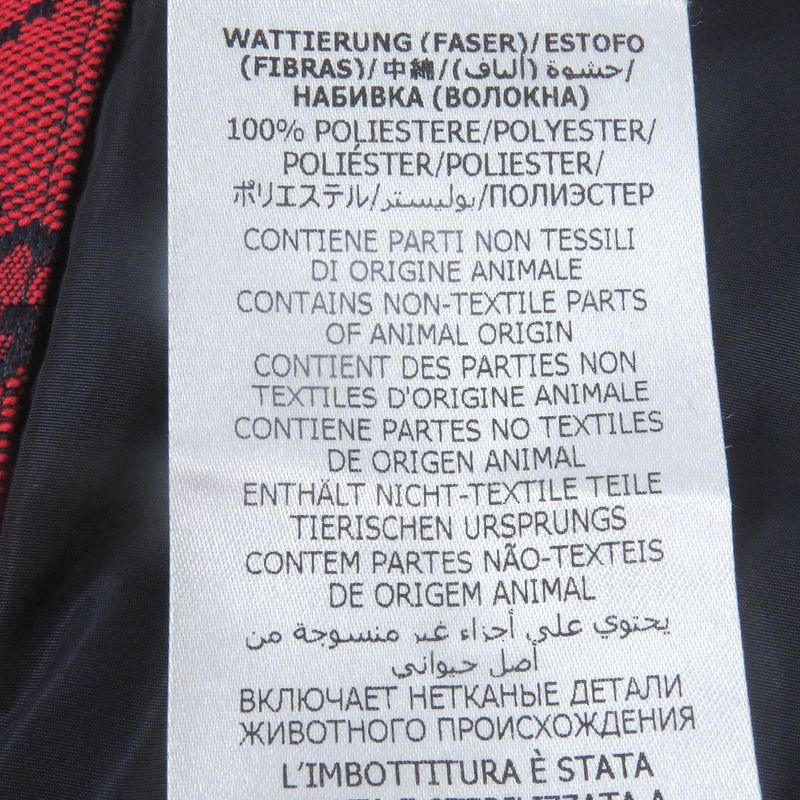 WATTIERUNG (FASER)/ESTOFO
(FIBRAS)/中綿/حشوة (ألياف)/
НАБИВКА (ВОЛОКНА)
100% POLIESTERE/POLYESTER/
POLIÉSTER/POLIESTER/
ポリエステル/بوليستر/ПОЛИЭСТЕР
CONTIENE PARTI NON TESSILI
DI ORIGINE ANIMALE
CONTAINS NON-TEXTILE PARTS
OF ANIMAL ORIGIN
CONTIENT DES PARTIES NON
TEXTILES D'ORIGINE ANIMALE
CONTIENE PARTES NO TEXTILES
DE ORIGEN ANIMAL
ENTHÄLT NICHT-TEXTILE TEILE
TIERISCHEN URSPRUNGS
CONTEM PARTES NÃO-TEXTEIS
DE ORIGEM ANIMAL
يحتوي على أجزاء غير منسوجة من
أصل حيواني
ВКЛЮЧАЕТ НЕТКАНЫЕ ДЕТАЛИ
ЖИВОТНОГО ПРОИСХОЖДЕНИЯ
L'IMBOTTITURA È STATA